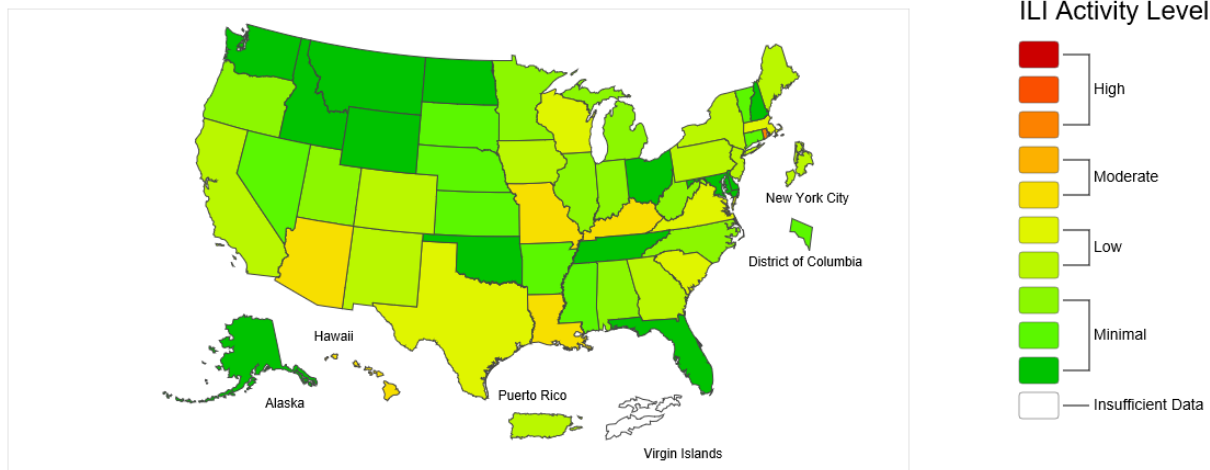 ILI Activity Level
High
Moderate
New York City
Low
District of Columbia
Hawaii
Minimal
Puerto Rico
Alaska
Insufficient Data
Virgin Islands